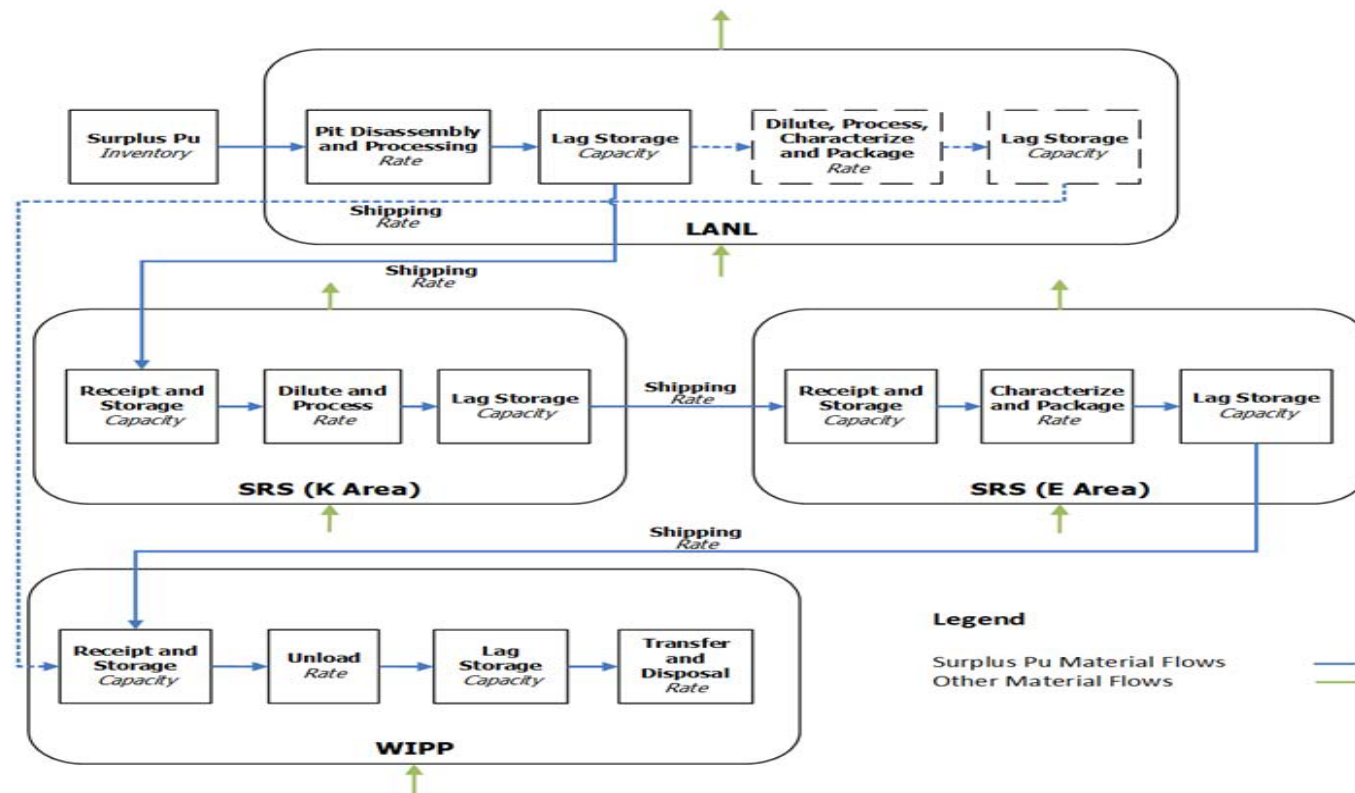 Surplus Pu
Inventory
Pit Disassembly
and Processing
Rate
Lag Storage
Capacity
Dilute, Process,
Characterize
and Package
Rate
Lag Storage
Capacity
Shipping
Rate
LANL
Shipping
Rate
Receipt and
Storage
Capacity
Dilute and
Process
Rate
Lag Storage
Capacity
SRS (K Area)
Shipping
Rate
Receipt and
Storage
Capacity
Characterize
and Package
Rate
Lag Storage
Capacity
SRS (E Area)
Shipping
Rate
Receipt and
Storage
Capacity
Unload
Rate
Lag
Storage
Capacity
Transfer
and
Disposal
Rate
WIPP
Legend
Surplus Pu Material Flows
Other Material Flows